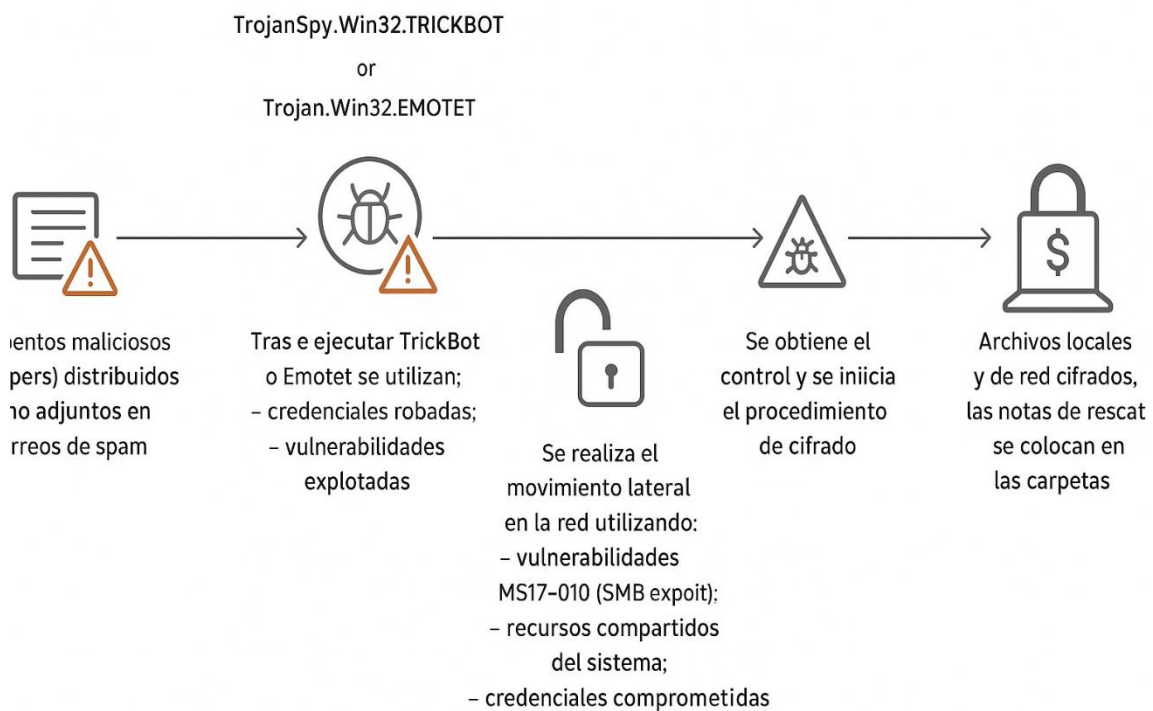 TrojanSpy.Win32.TRICKBOT
or
Trojan.Win32.EMOTET
entos maliciosos
pers) distribuidos
no adjuntos en
rreos de spam
Tras e ejecutar TrickBot
o Emotet se utilizan;
– credenciales robadas;
– vulnerabilidades
explotadas
Se realiza el
movimiento lateral
en la red utilizando:
– vulnerabilidades
MS17-010 (SMB expoit);
– recursos compartidos
del sistema;
– credenciales comprometidas
Se obtiene el
control y se iniicia
el procedimiento
de cifrado
$
Archivos locales
y de red cifrados,
las notas de rescat
se colocan en
las carpetas